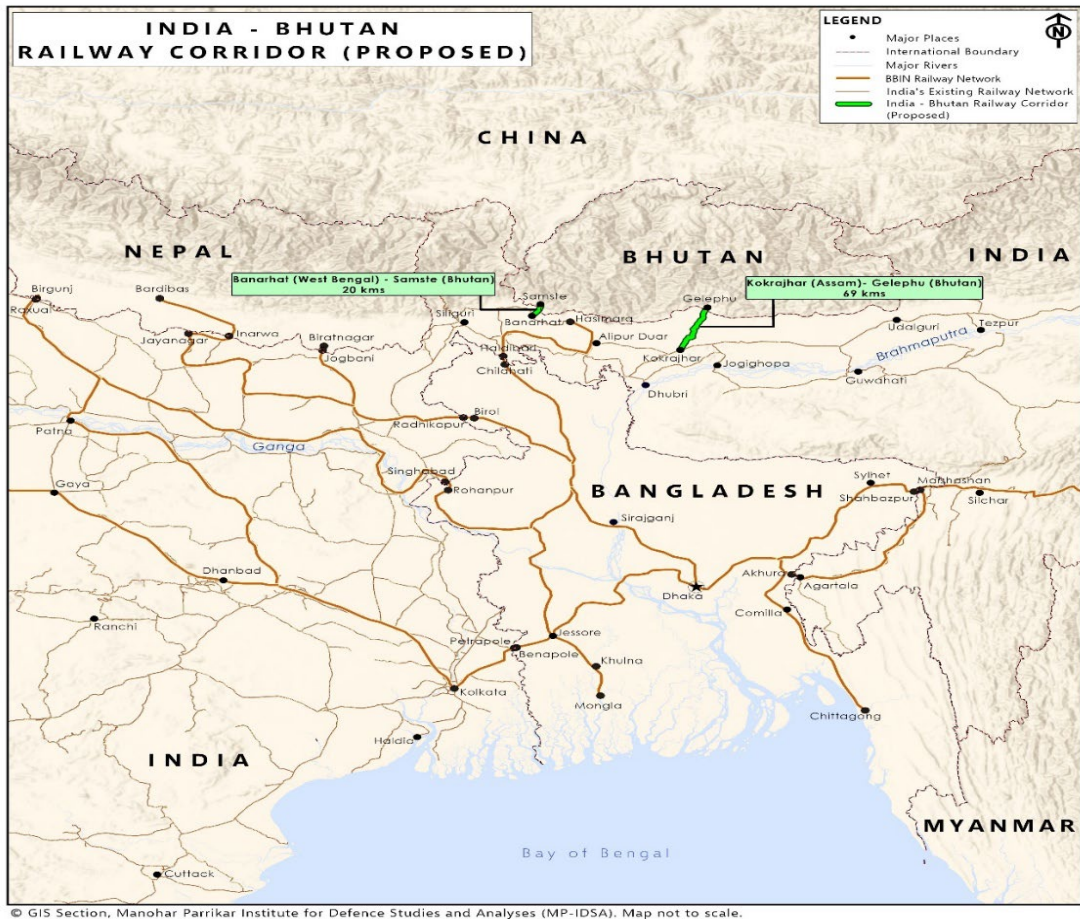 INDIA - BHUTAN
RAILWAY CORRIDOR (PROPOSED)
LEGEND
Major Places
International Boundary
Major Rivers
BBIN Railway Network
India's Existing Railway Network
India - Bhutan Railway Corridor
(Proposed)
N
CHINA
NEPAL
BHUTAN
INDIA
Banarhat (West Bengal) - Samste (Bhutan)
20 kms
Kokrajhar (Assam)- Gelephu (Bhutan)
69 kms
Birgunj
Raxual
Bardibas
Inarwa
Jayanagar
Biratnagar
Jogbani
Siliguri
Samste
Banarhat
Hasimara
Alipur Duar
Haldibari
Chilahati
Gelephu
Kokrajhar
Jogighopa
Dhubri
Udalguri
Tezpur
Brahmaputra
Guwahati
Patna
Ganga
Radhikapur
Birol
Singhabad
Rohanpur
Gaya
BANGLADESH
Sirajganj
Sylhet
Shahbazpur
Mahishashan
Silchar
Dhanbad
Ranchi
Dhaka
Akhura
Agartala
Comilla
Petrapole
Benapole
Jessore
Khulna
Mongla
Kolkata
Haldia
Chittagong
INDIA
MYANMAR
Bay of Bengal
Cuttack
© GIS Section, Manohar Parrikar Institute for Defence Studies and Analyses (MP-IDSA). Map not to scale.